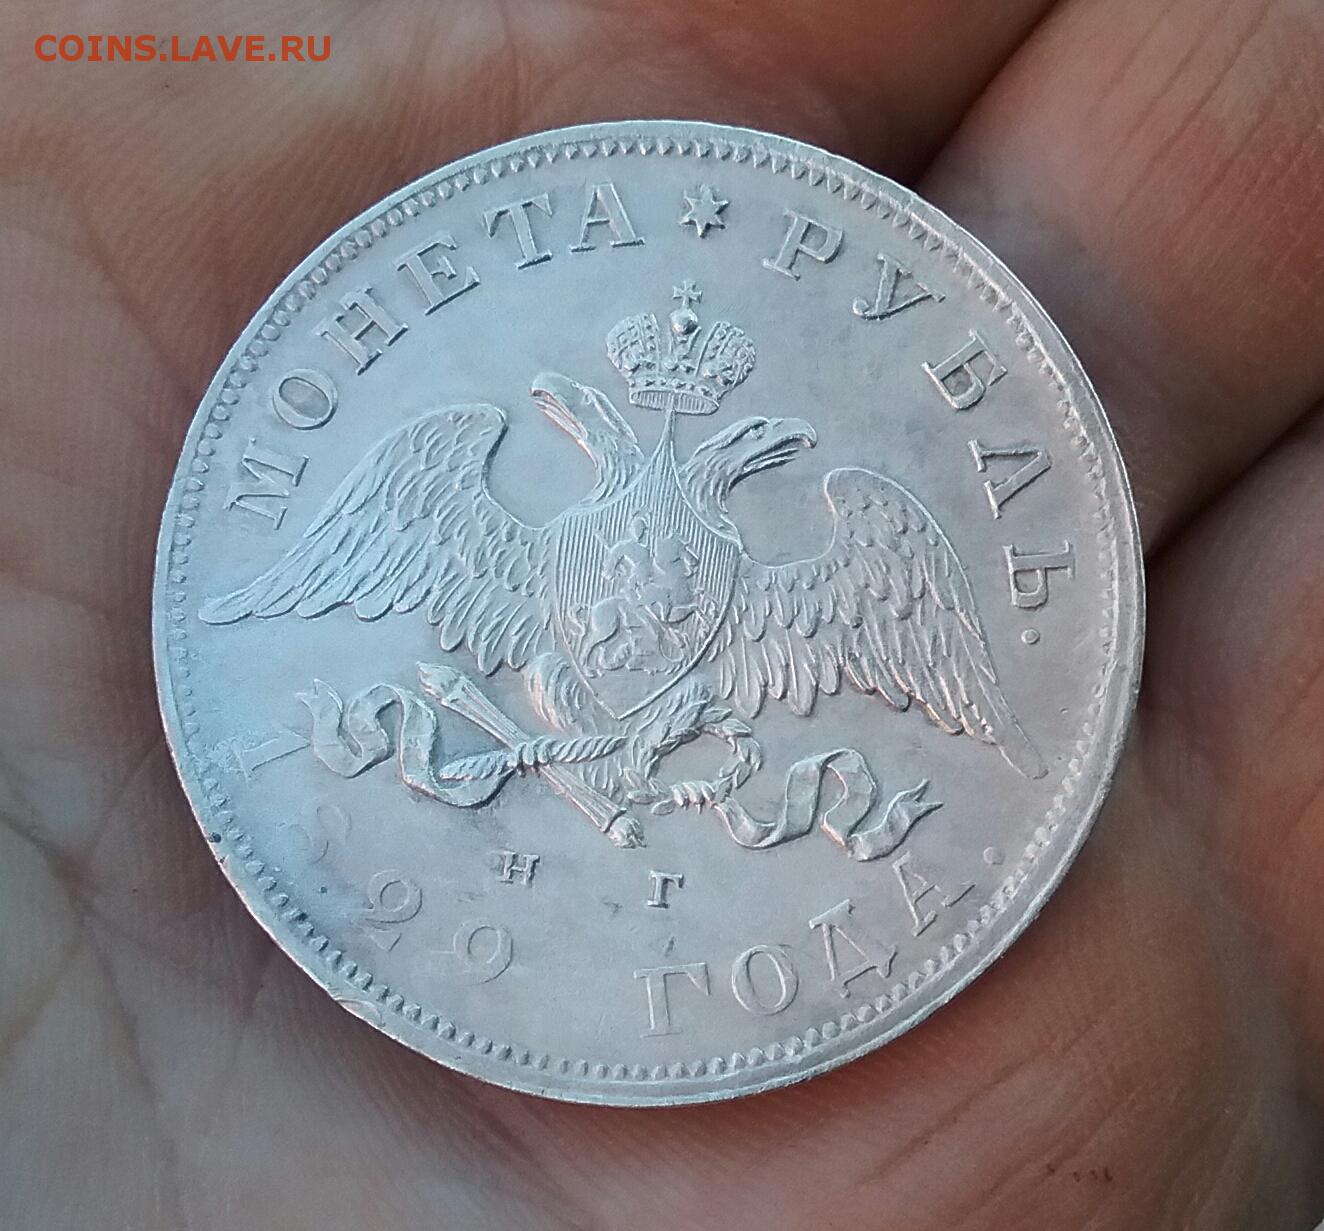 COINS.LAVE.RU
МОНЕТА * РУБЛЬ.
1829 ГОДА.
Н Г